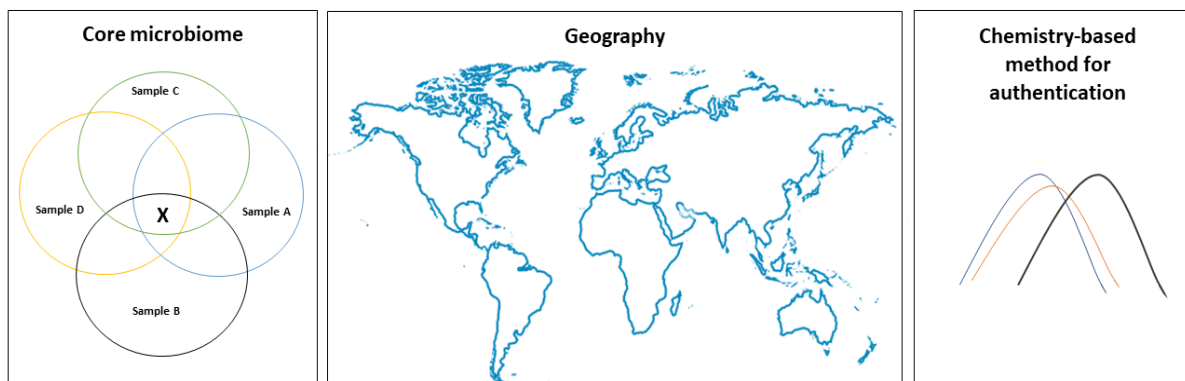 Core microbiome
Sample C
Sample D
X
Sample A
Sample B
Geography
Chemistry-based
method for
authentication